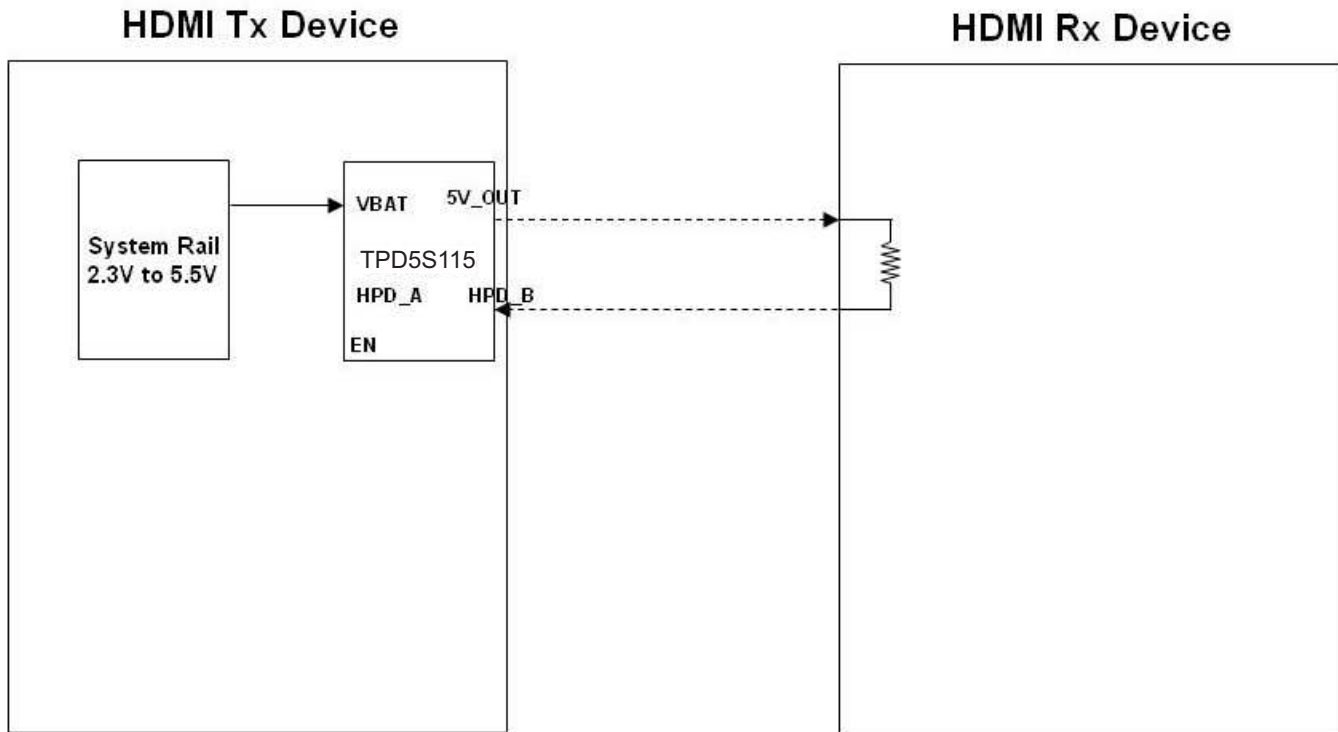 HDMI Tx Device
HDMI Rx Device
System Rail
2.3V to 5.5V
VBAT 5V_OUT
TPD5S115
HPD_A HPD_B
EN